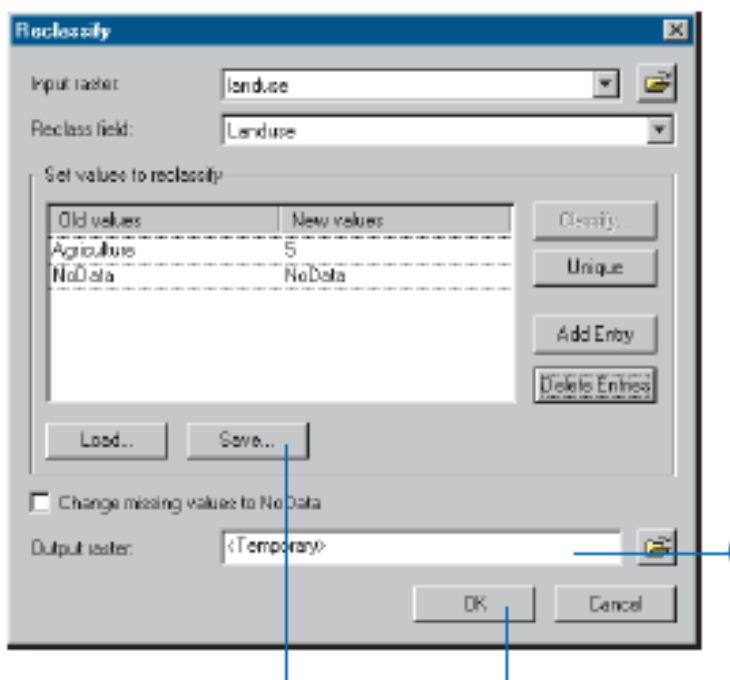 Reclassify
Input raster: landuse
Reclass field: Landuse
Set values to reclassify
Old values New values
Agriculture 5
NoData NoData
Classify...
Unique
Add Entry
Delete Entries
Load... Save...
Change missing values to NoData
Output raster: <Temporary>
OK Cancel